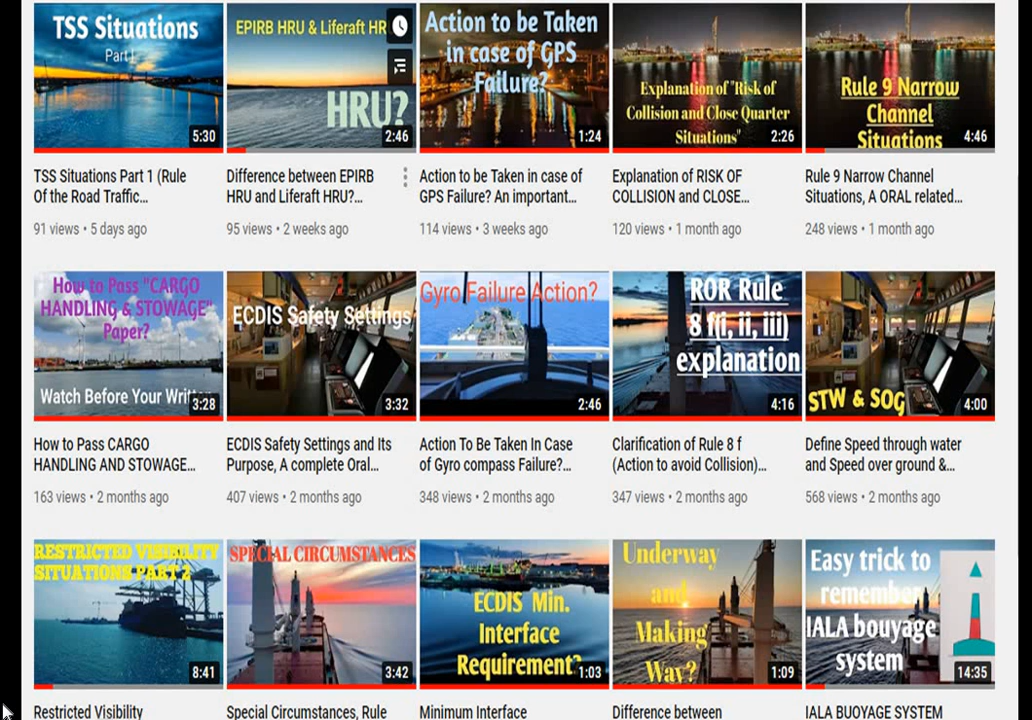 TSS Situations
Part I
5:30
TSS Situations Part 1 (Rule
Of the Road Traffic...
91 views • 5 days ago
EPIRB HRU & Liferaft HR
HRU?
2:46
Difference between EPIRB
HRU and Liferaft HRU?...
95 views • 2 weeks ago
Action to be Taken
in case of GPS
Failure?
1:24
Action to be Taken in case of
GPS Failure? An important...
114 views • 3 weeks ago
Explanation of "Risk of
Collision and Close Quarter
Situations"
2:26
Explanation of RISK OF
COLLISION and CLOSE...
120 views • 1 month ago
Rule 9 Narrow
Channel
Situations
4:46
Rule 9 Narrow Channel
Situations, A ORAL related...
248 views • 1 month ago
How to Pass "CARGO
HANDLING & STOWAGE"
Paper?
Watch Before Your Writ
3:28
How to Pass CARGO
HANDLING AND STOWAGE...
163 views • 2 months ago
ECDIS Safety Settings
3:32
ECDIS Safety Settings and Its
Purpose, A complete Oral...
407 views • 2 months ago
Gyro Failure Action?
2:46
Action To Be Taken In Case
of Gyro compass Failure?...
348 views • 2 months ago
ROR Rule
8 f(i, ii, iii)
explanation
4:16
Clarification of Rule 8 f
(Action to avoid Collision)...
347 views • 2 months ago
STW & SOG
4:00
Define Speed through water
and Speed over ground &...
568 views • 2 months ago
RESTRICTED VISIBILITY
SITUATIONS PART 2
8:41
Restricted Visibility
SPECIAL CIRCUMSTANCES
3:42
Special Circumstances, Rule
ECDIS Min.
Interface
Requirement?
1:03
Minimum Interface
Underway
and
Making
Way?
1:09
Difference between
Easy trick to
remember
IALA bouyage
system
14:35
IALA BUOYAGE SYSTEM